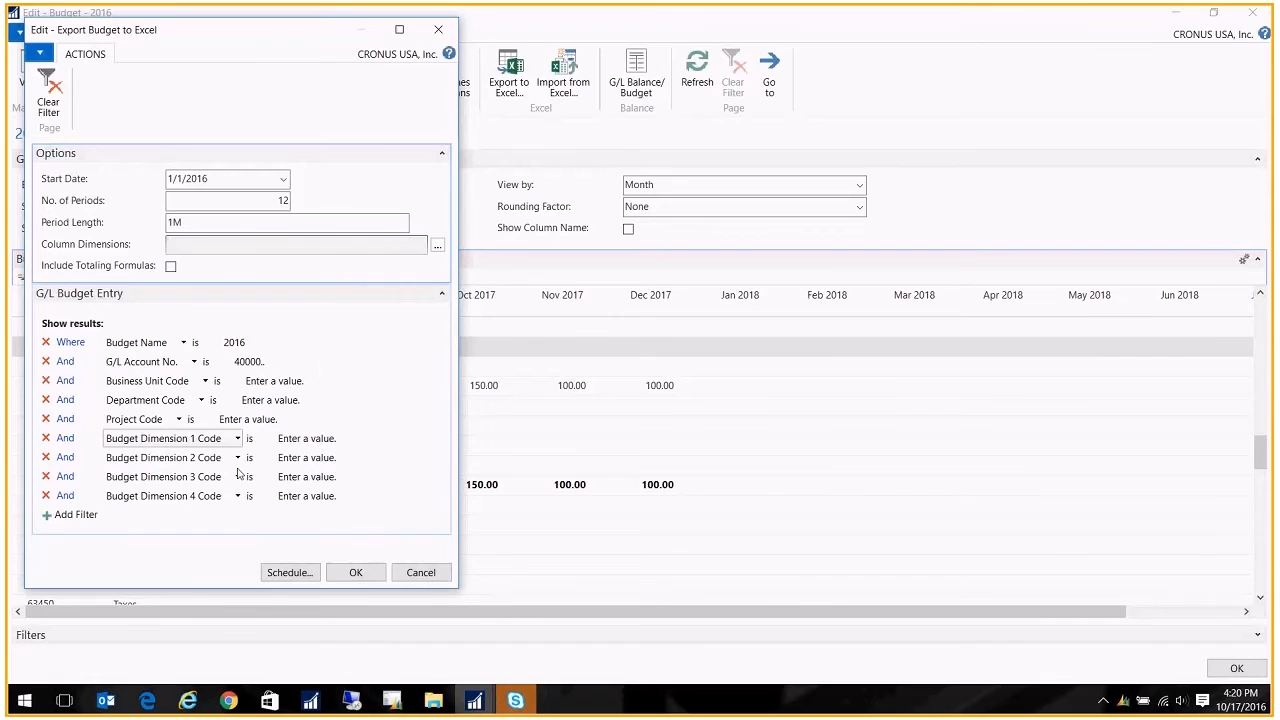 Edit - Budget - 2016
Edit - Export Budget to Excel
CRONUS USA, Inc.
ACTIONS
CRONUS USA, Inc.
Clear
Filter
Page
Export to
Excel...
Import from
Excel...
Excel
G/L Balance/
Budget
Balance
Refresh
Clear
Filter
Go
to
Page
Options
Start Date:
1/1/2016
No. of Periods:
12
Period Length:
1M
Column Dimensions:
...
Include Totaling Formulas:
View by:
Month
Rounding Factor:
None
Show Column Name:
G/L Budget Entry
Oct 2017 Nov 2017 Dec 2017 Jan 2018 Feb 2018 Mar 2018 Apr 2018 May 2018 Jun 2018
Show results:
Where Budget Name is 2016
And G/L Account No. is 40000..
And Business Unit Code is Enter a value.
And Department Code is Enter a value.
And Project Code is Enter a value.
And Budget Dimension 1 Code is Enter a value.
And Budget Dimension 2 Code is Enter a value.
And Budget Dimension 3 Code is Enter a value.
And Budget Dimension 4 Code is Enter a value.
Add Filter
150.00 100.00 100.00
150.00 100.00 100.00
Schedule...
OK
Cancel
63450 Taxes
Filters
OK
4:20 PM
10/17/2016